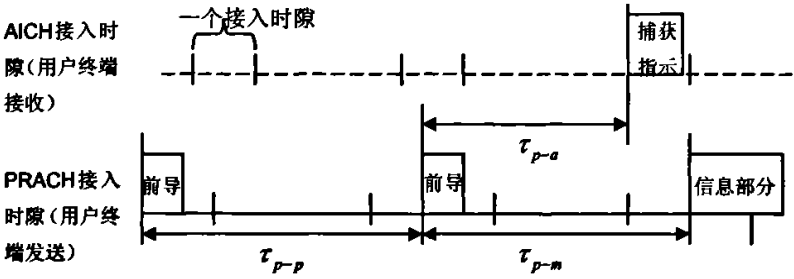 一个接入时隙
AICH接入时
隙(用户终端
接收)
捕获
指示
τp-a
PRACH接入
时隙(用户终
端发送)
前导
前导
信息部分
τp-p
τp-m